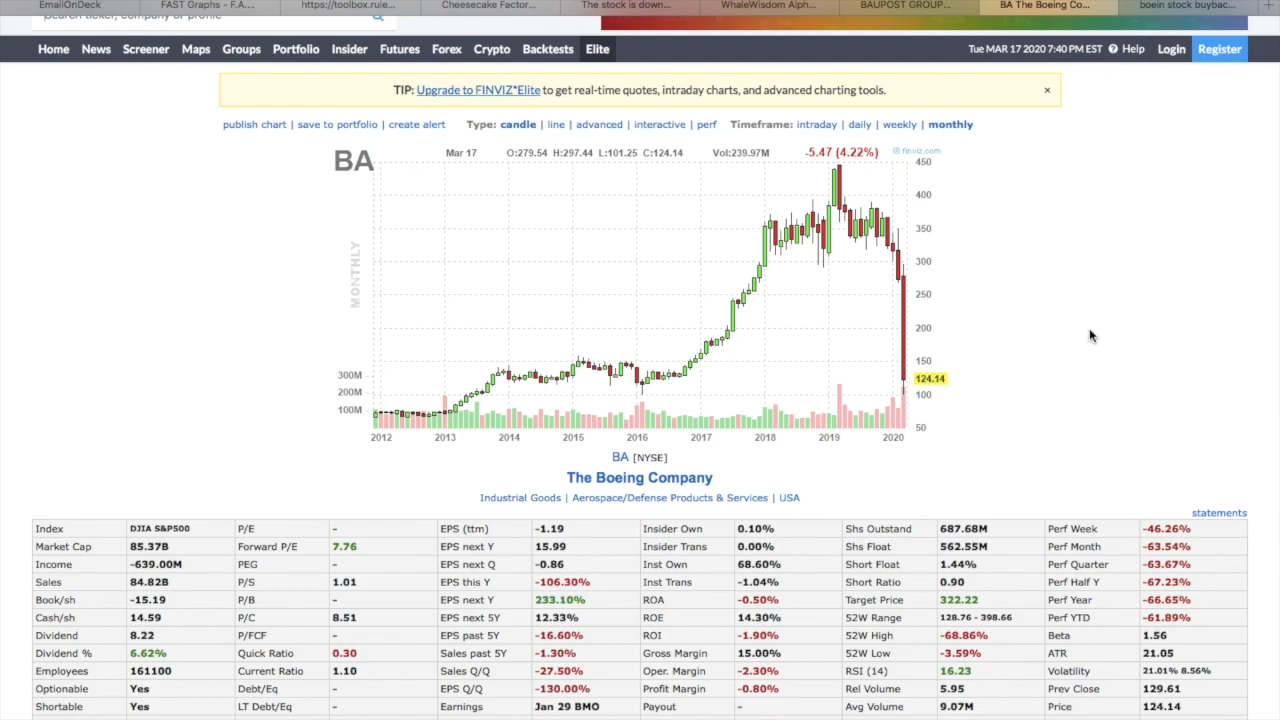 EmailOnDeck FAST Graphs - F.A.... https://toolbox.rule... Cheesecake Factor... The stock is down... WhaleWisdom Alph... BAUPOST GROUP... BA The Boeing Co... boein stock buybac... +
Search ticker, company or profile
Home News Screener Maps Groups Portfolio Insider Futures Forex Crypto Backtests Elite Tue MAR 17 2020 7:40 PM EST Help Login Register
TIP: Upgrade to FINVIZ*Elite to get real-time quotes, intraday charts, and advanced charting tools. ×
publish chart | save to portfolio | create alert Type: candle | line | advanced | interactive | perf Timeframe: intraday | daily | weekly | monthly
BA Mar 17 O:279.54 H:297.44 L:101.25 C:124.14 Vol:239.97M -5.47 (4.22%) © finviz.com
MONTHLY
450
400
350
300
250
200
150
124.14
100
50
300M
200M
100M
2012 2013 2014 2015 2016 2017 2018 2019 2020
BA [NYSE]
The Boeing Company
Industrial Goods | Aerospace/Defense Products & Services | USA
statements
Index DJIA S&P500 P/E - EPS (ttm) -1.19 Insider Own 0.10% Shs Outstand 687.68M Perf Week -46.26%
Market Cap 85.37B Forward P/E 7.76 EPS next Y 15.99 Insider Trans 0.00% Shs Float 562.55M Perf Month -63.54%
Income -639.00M PEG - EPS next Q -0.86 Inst Own 68.60% Short Float 1.44% Perf Quarter -63.67%
Sales 84.82B P/S 1.01 EPS this Y -106.30% Inst Trans -1.04% Short Ratio 0.90 Perf Half Y -67.23%
Book/sh -15.19 P/B - EPS next Y 233.10% ROA -0.50% Target Price 322.22 Perf Year -66.65%
Cash/sh 14.59 P/C 8.51 EPS next 5Y 12.33% ROE 14.30% 52W Range 128.76 - 398.66 Perf YTD -61.89%
Dividend 8.22 P/FCF - EPS past 5Y -16.60% ROI -1.90% 52W High -68.86% Beta 1.56
Dividend % 6.62% Quick Ratio 0.30 Sales past 5Y -1.30% Gross Margin 15.00% 52W Low -3.59% ATR 21.05
Employees 161100 Current Ratio 1.10 Sales Q/Q -27.50% Oper. Margin -2.30% RSI (14) 16.23 Volatility 21.01% 8.56%
Optionable Yes Debt/Eq - EPS Q/Q -130.00% Profit Margin -0.80% Rel Volume 5.95 Prev Close 129.61
Shortable Yes LT Debt/Eq - Earnings Jan 29 BMO Payout - Avg Volume 9.07M Price 124.14